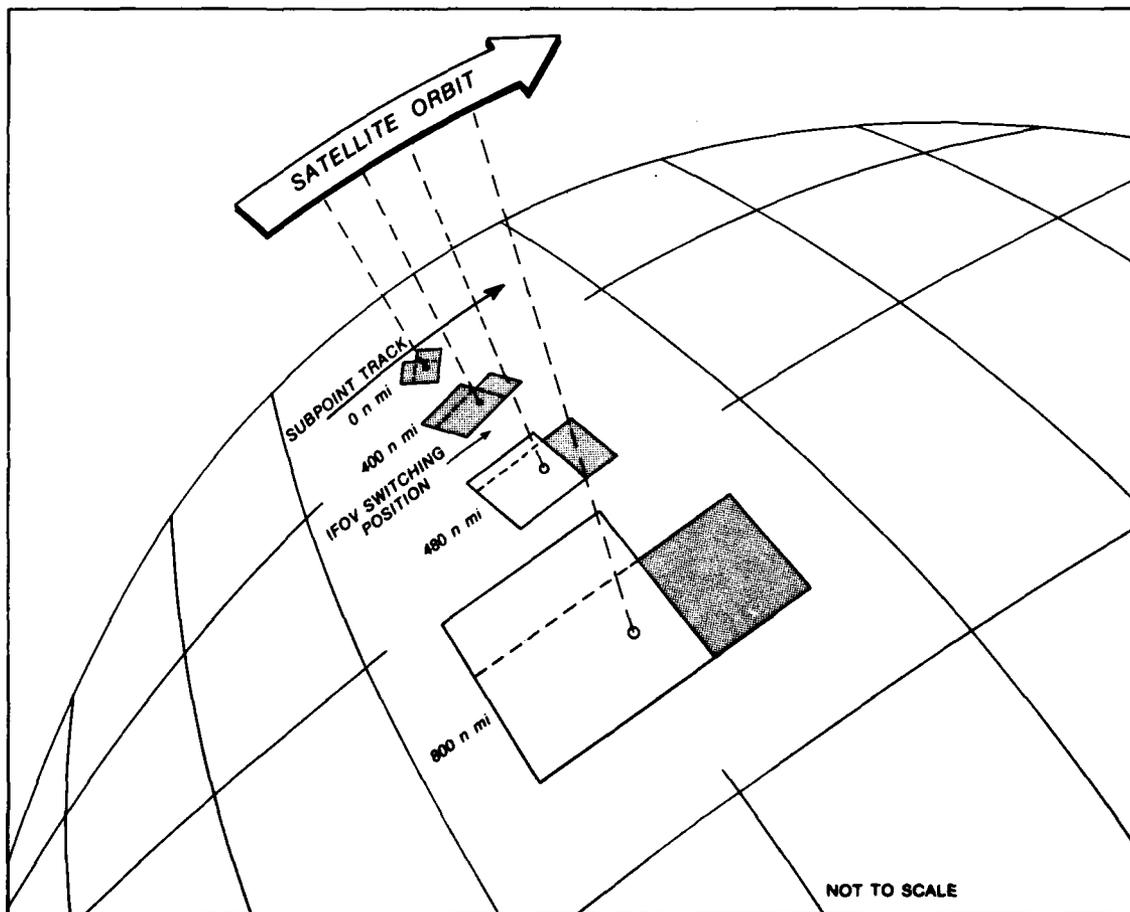 SATELLITE ORBIT
SUBPOINT TRACK
0 n mi
400 n mi
IFOV SWITCHING
POSITION
480 n mi
800 n mi
NOT TO SCALE